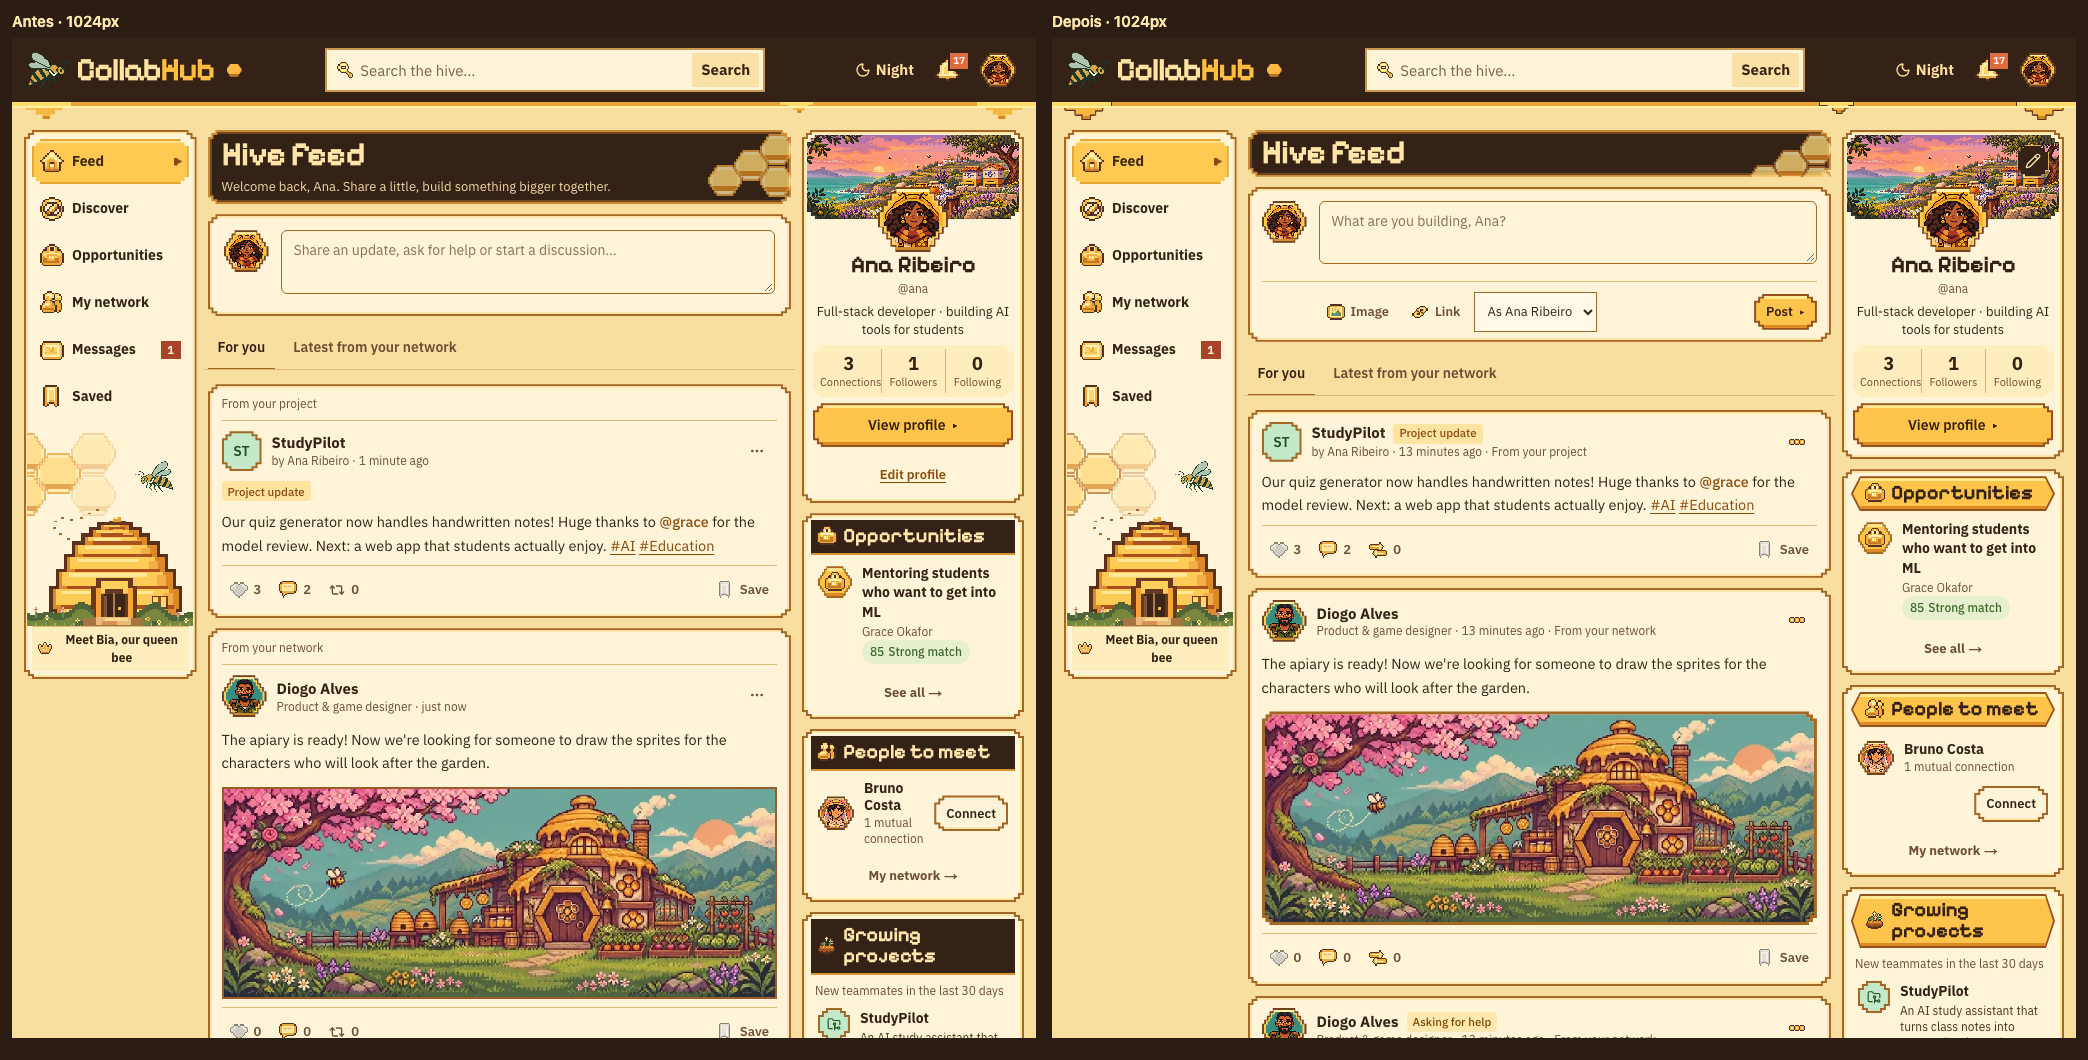 Antes · 1024px
CollabHub
Search the hive...
Search
Night
17
Feed
Discover
Opportunities
My network
Messages
1
Saved
Meet Bia, our queen
bee
Hive Feed
Welcome back, Ana. Share a little, build something bigger together.
Share an update, ask for help or start a discussion...
For you
Latest from your network
From your project
ST
StudyPilot
by Ana Ribeiro · 1 minute ago
Project update
Our quiz generator now handles handwritten notes! Huge thanks to @grace for the
model review. Next: a web app that students actually enjoy. #AI #Education
3
2
0
Save
From your network
Diogo Alves
Product & game designer · just now
The apiary is ready! Now we're looking for someone to draw the sprites for the
characters who will look after the garden.
0
0
0
Save
Ana Ribeiro
@ana
Full-stack developer · building AI
tools for students
3
Connections
1
Followers
0
Following
View profile
Edit profile
Opportunities
Mentoring students
who want to get into
ML
Grace Okafor
85 Strong match
See all →
People to meet
Bruno
Costa
1 mutual
connection
Connect
My network →
Growing
projects
New teammates in the last 30 days
StudyPilot
An AI study assistant that
Depois · 1024px
CollabHub
Search the hive...
Search
Night
17
Feed
Discover
Opportunities
My network
Messages
1
Saved
Meet Bia, our queen
bee
Hive Feed
What are you building, Ana?
Image
Link
As Ana Ribeiro
Post
For you
Latest from your network
ST
StudyPilot
Project update
by Ana Ribeiro · 13 minutes ago · From your project
Our quiz generator now handles handwritten notes! Huge thanks to @grace for the
model review. Next: a web app that students actually enjoy. #AI #Education
3
2
0
Save
Diogo Alves
Product & game designer · 13 minutes ago · From your network
The apiary is ready! Now we're looking for someone to draw the sprites for the
characters who will look after the garden.
0
0
0
Save
Diogo Alves
Asking for help
Product & game designer · 13 minutes ago · From your network
Ana Ribeiro
@ana
Full-stack developer · building AI
tools for students
3
Connections
1
Followers
0
Following
View profile
Opportunities
Mentoring students
who want to get into
ML
Grace Okafor
85 Strong match
See all →
People to meet
Bruno Costa
1 mutual connection
Connect
My network →
Growing
projects
New teammates in the last 30 days
StudyPilot
An AI study assistant that
turns class notes into